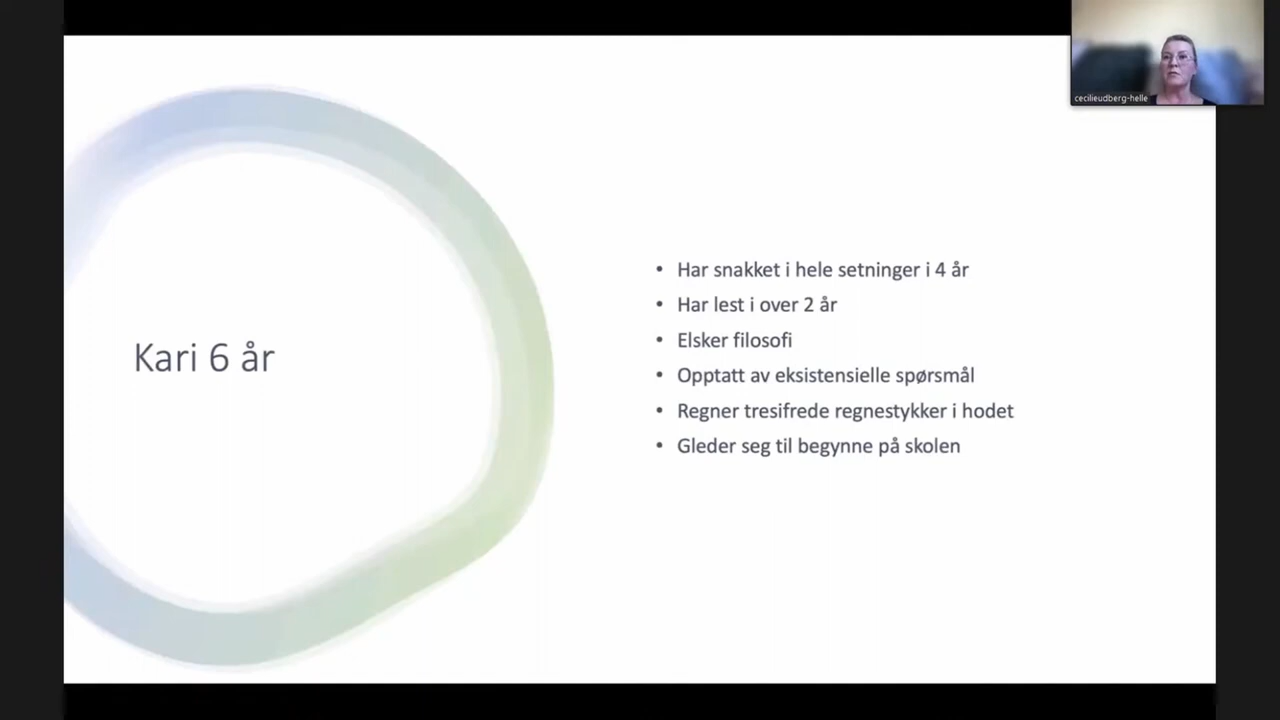 cecilieudberg-helle
Kari 6 år
Har snakket i hele setninger i 4 år
Har lest i over 2 år
Elsker filosofi
Opptatt av eksistensielle spørsmål
Regner tresifrede regnestykker i hodet
Gleder seg til begynne på skolen